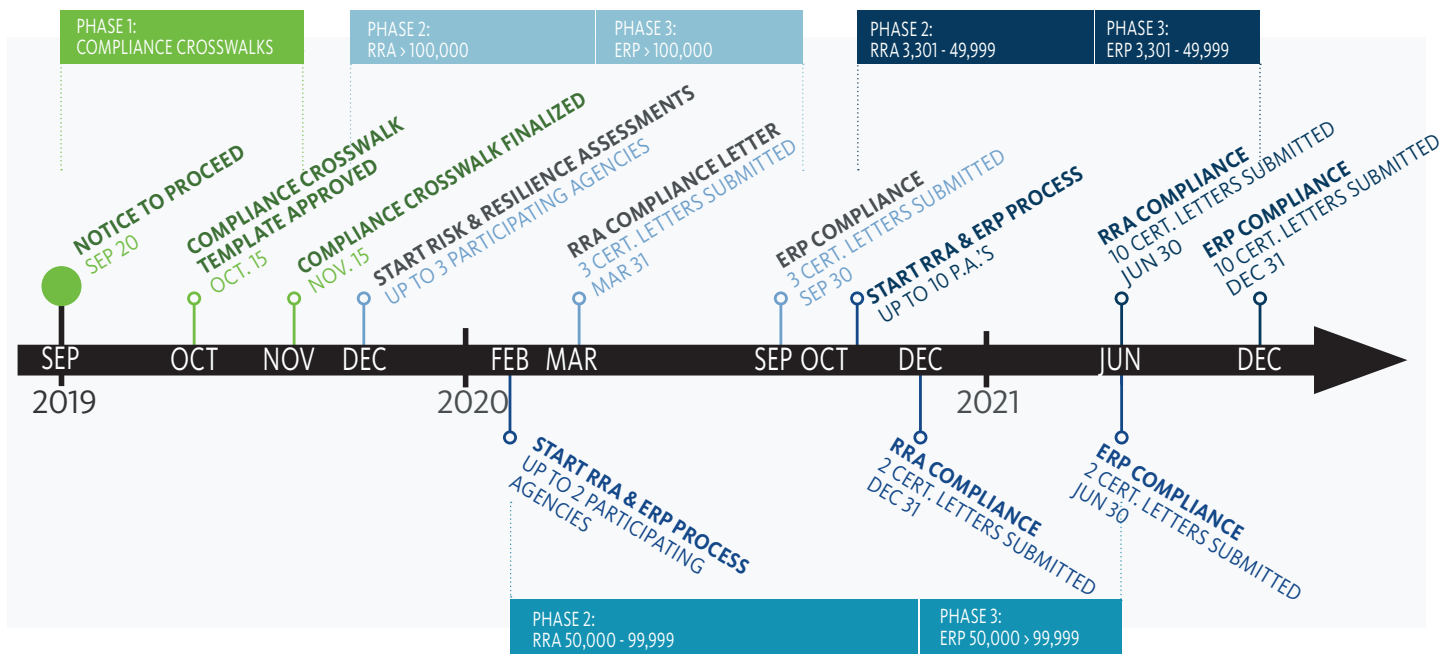 PHASE 1:
COMPLIANCE CROSSWALKS
PHASE 2:
RRA > 100,000
PHASE 3:
ERP > 100,000
PHASE 2:
RRA 3,301 - 49,999
PHASE 3:
ERP 3,301 - 49,999
NOTICE TO PROCEED
SEP 20
COMPLIANCE CROSSWALK
TEMPLATE APPROVED
OCT. 15
COMPLIANCE CROSSWALK FINALIZED
NOV. 15
START RISK & RESILIENCE ASSESSMENTS
UP TO 3 PARTICIPATING AGENCIES
RRA COMPLIANCE LETTER
3 CERT. LETTERS SUBMITTED
MAR 31
ERP COMPLIANCE
3 CERT. LETTERS SUBMITTED
SEP 30
START RRA & ERP PROCESS
UP TO 10 P.A.'S
RRA COMPLIANCE
10 CERT. LETTERS SUBMITTED
JUN 30
ERP COMPLIANCE
10 CERT. LETTERS SUBMITTED
DEC 31
SEP OCT NOV DEC FEB MAR SEP OCT DEC JUN DEC
2019 2020 2021
START RRA & ERP PROCESS
UP TO 2 PARTICIPATING
AGENCIES
RRA COMPLIANCE
2 CERT. LETTERS SUBMITTED
DEC 31
ERP COMPLIANCE
2 CERT. LETTERS SUBMITTED
JUN 30
PHASE 2:
RRA 50,000 - 99,999
PHASE 3:
ERP 50,000 > 99,999